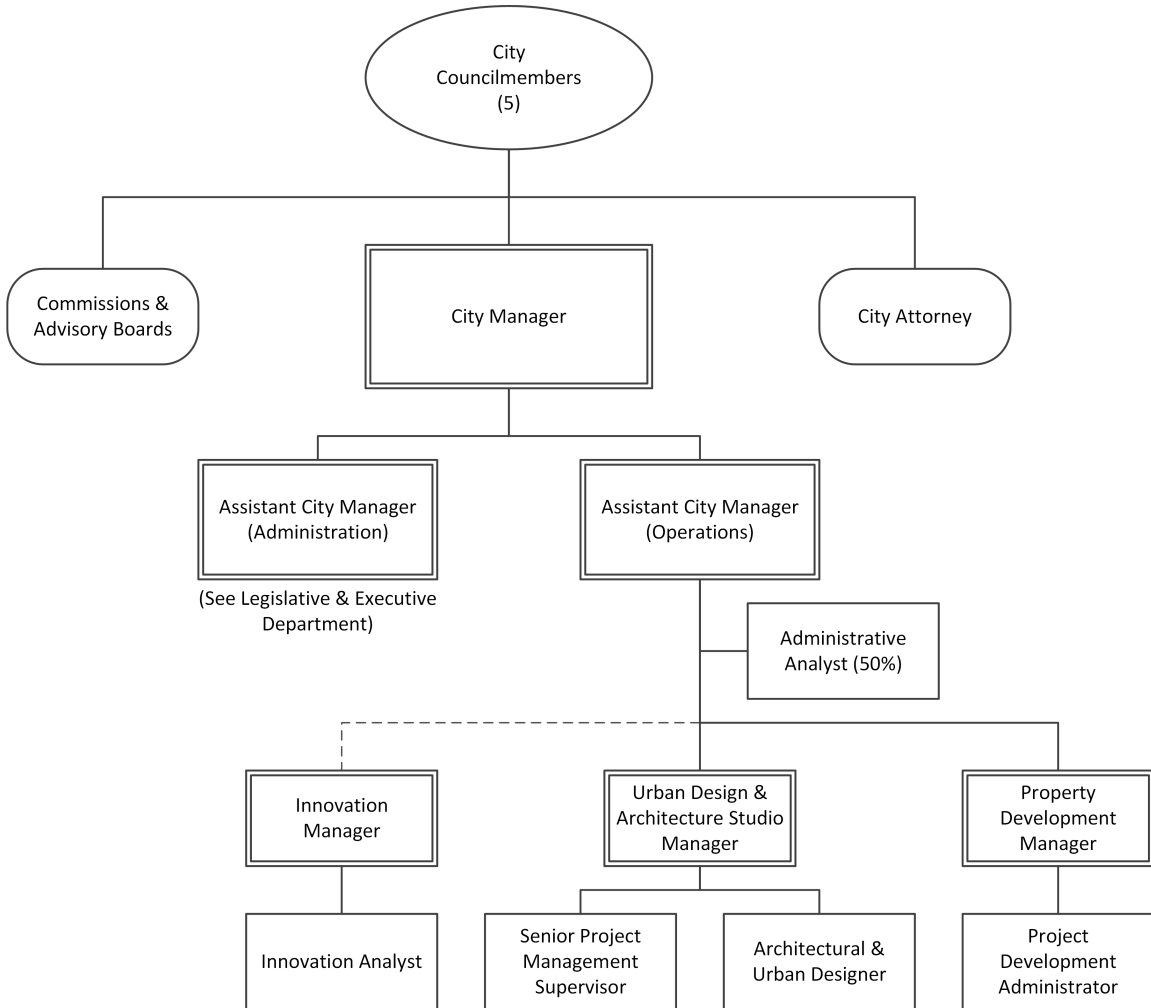 City
Councilmembers
(5)
Commissions &
Advisory Boards
City Manager
City Attorney
Assistant City Manager
(Administration)
Assistant City Manager
(Operations)
(See Legislative & Executive
Department)
Administrative
Analyst (50%)
Innovation
Manager
Urban Design &
Architecture Studio
Manager
Property
Development
Manager
Innovation Analyst
Senior Project
Management
Supervisor
Architectural &
Urban Designer
Project
Development
Administrator